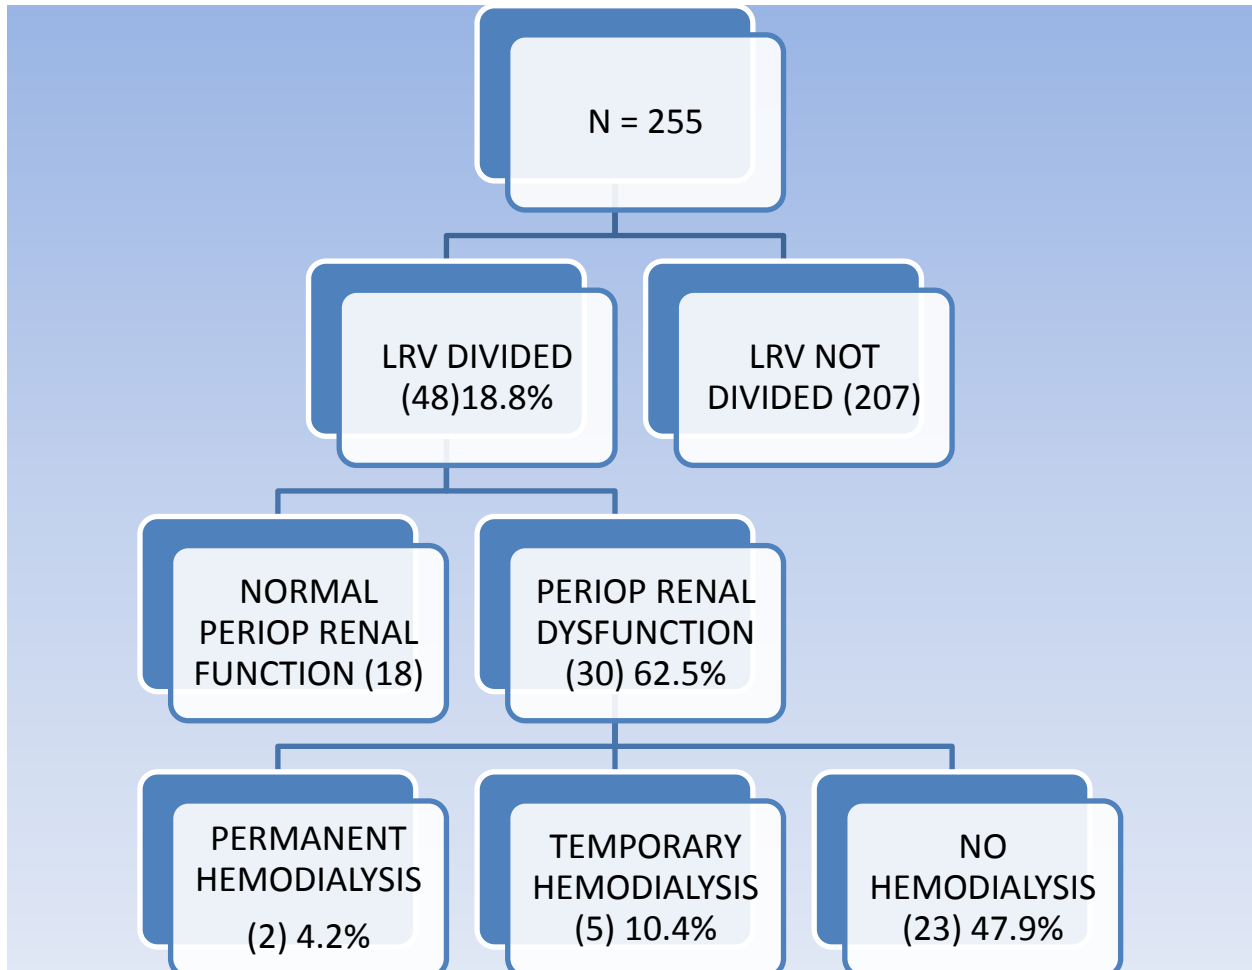 N = 255
LRV DIVIDED
(48)18.8%
LRV NOT
DIVIDED (207)
NORMAL
PERIOP RENAL
FUNCTION (18)
PERIOP RENAL
DYSFUNCTION
(30) 62.5%
PERMANENT
HEMODIALYSIS
(2) 4.2%
TEMPORARY
HEMODIALYSIS
(5) 10.4%
NO
HEMODIALYSIS
(23) 47.9%